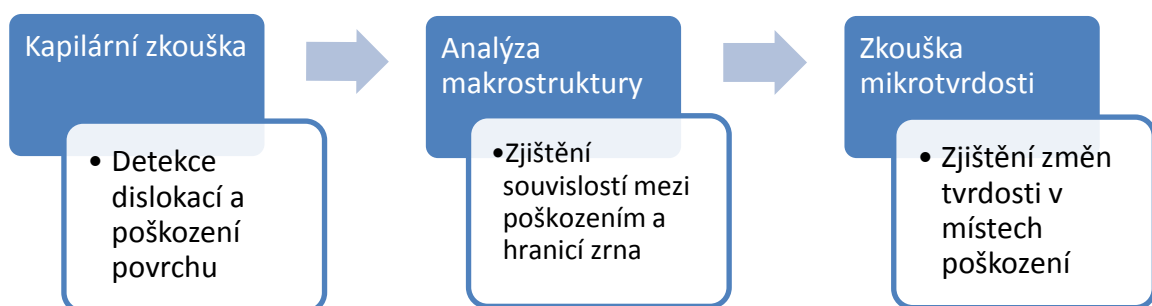 Kapilární zkouška
• Detekce
dislokací a
poškození
povrchu
Analýza
makrostruktury
•Zjištění
souvislostí mezi
poškozením a
hranicí zrna
Zkouška
mikrotvrdosti
• Zjištění změn
tvrdosti v
místech
poškození